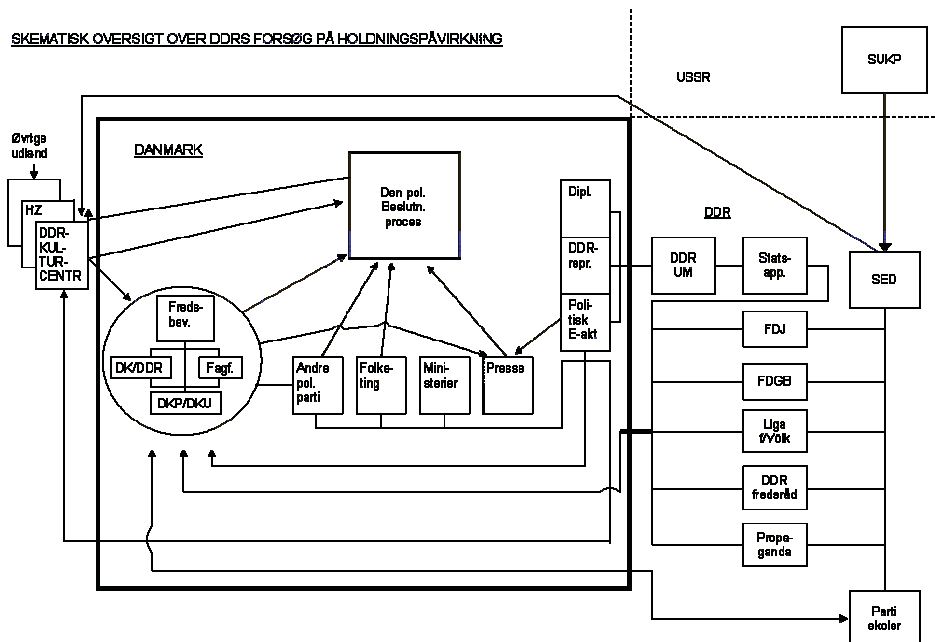 SKEMATISK OVERSIGT OVER DDRS FORSØG PÅ HOLDNINGSPÅVIRKNING
SUKP
USSR
Øvrige
udland
DANMARK
HZ
DDR-
KUL-
TUR-
CENTR
Den pol.
Beslutn.
proces
Dipl.
DDR-
repr.
Poli-
tisk
E-akt
DDR
DDR
UM
Stats-
app.
SED
Freds-
bev.
DK/DDR
Fagf.
DKP/DKU
Andre
pol.
parti
Folke-
ting
Mini-
sterier
Presse
FDJ
FDGB
Liga
f/Völk
DDR
fredsråd
Propa-
ganda
Parti
skoler